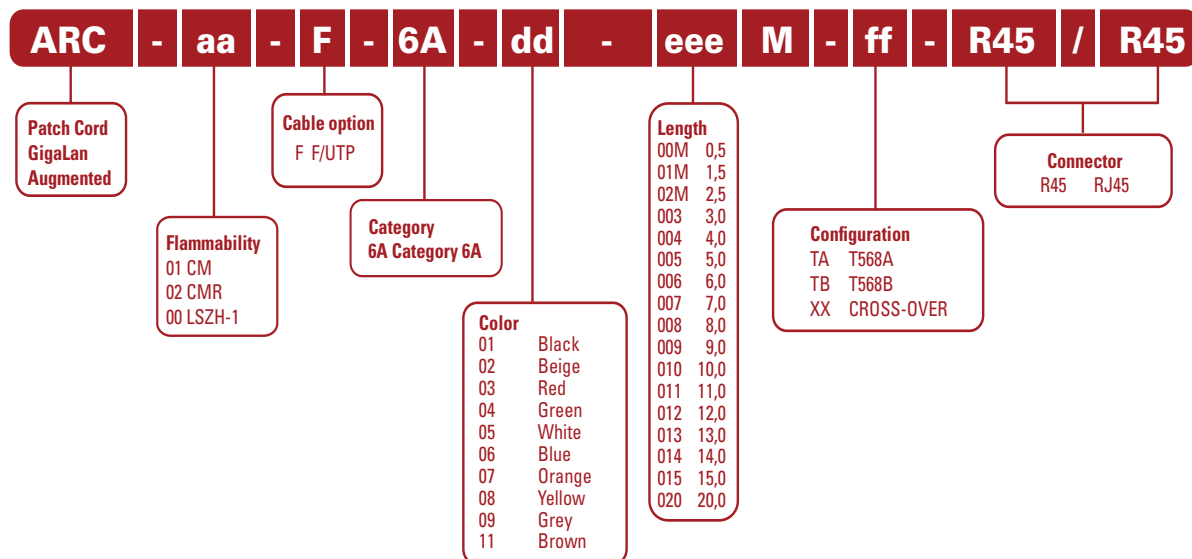 ARC - aa - F - 6A - dd - eee M - ff - R45 / R45
Patch Cord
GigaLan
Augmented
Flammability
01 CM
02 CMR
00 LSZH-1
Cable option
F F/UTP
Category
6A Category 6A
Color
01 Black
02 Beige
03 Red
04 Green
05 White
06 Blue
07 Orange
08 Yellow
09 Grey
11 Brown
Length
00M 0,5
01M 1,5
02M 2,5
003 3,0
004 4,0
005 5,0
006 6,0
007 7,0
008 8,0
009 9,0
010 10,0
011 11,0
012 12,0
013 13,0
014 14,0
015 15,0
020 20,0
Configuration
TA T568A
TB T568B
XX CROSS-OVER
Connector
R45 RJ45